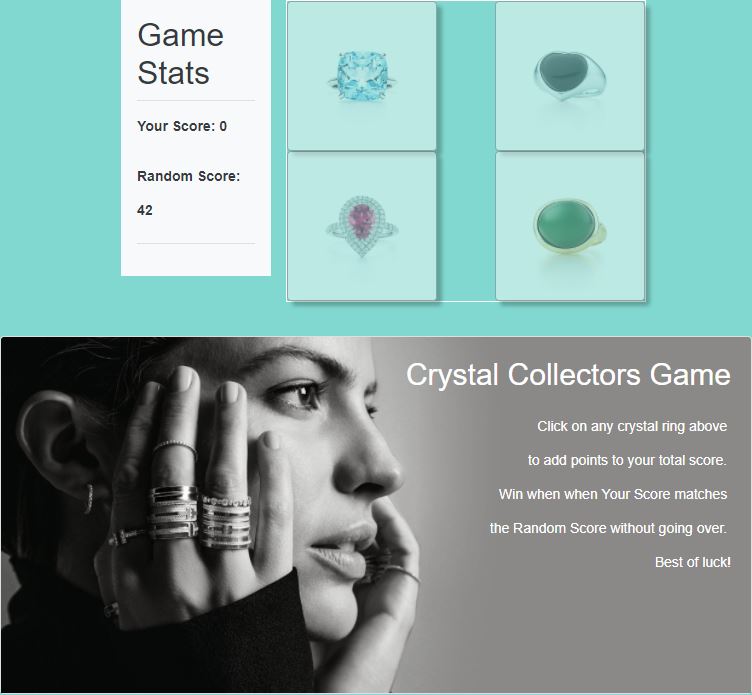 Game
Stats
Your Score: 0
Random Score:
42
Crystal Collectors Game
Click on any crystal ring above
to add points to your total score.
Win when when Your Score matches
the Random Score without going over.
Best of luck!